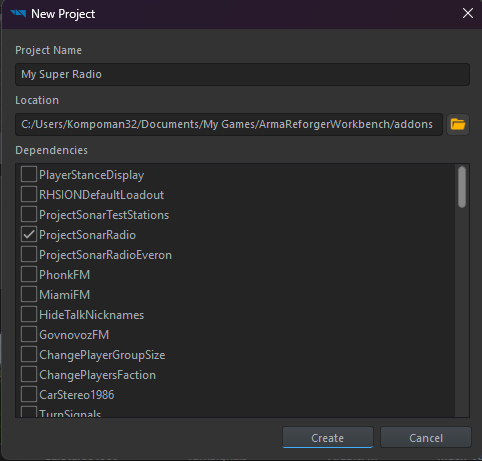 New Project
Project Name
My Super Radio
Location
C:/Users/Kompoman32/Documents/My Games/ArmaReforgerWorkbench/addons
Dependencies
PlayerStanceDisplay
RHSIONDefaultLoadout
ProjectSonarTestStations
ProjectSonarRadio
ProjectSonarRadioEveron
PhonkFM
MiamiFM
HideTalkNicknames
GovnovozFM
ChangePlayerGroupSize
ChangePlayersFaction
CarStereo1986
TurnSignals
Create
Cancel